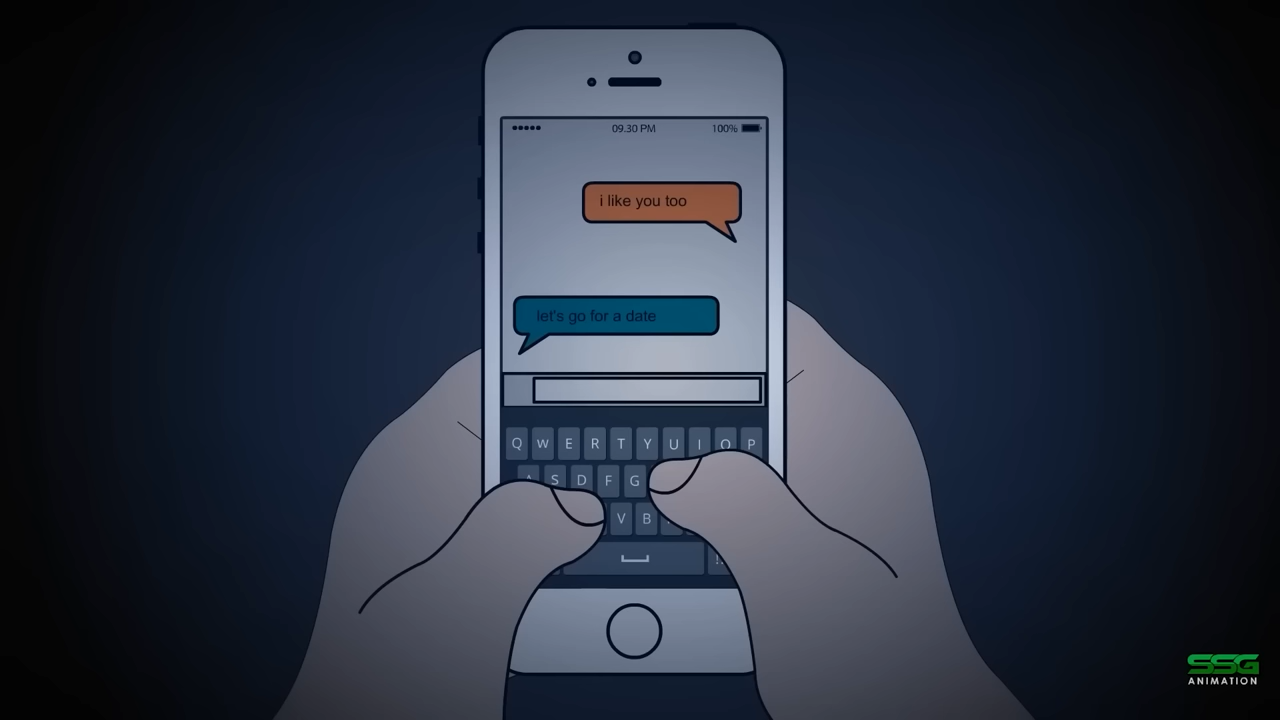 09.30 PM 100%
i like you too
let's go for a date
Q W E R T Y U I O P
A S D F G
V B
SSG
ANIMATION